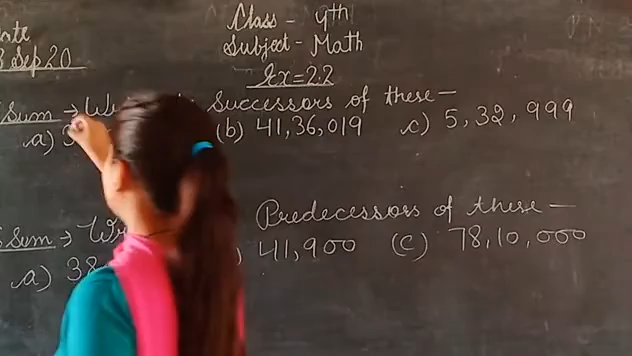 Class - 4th
Subject - Math
Sep 20
Ex = 2.2
Sum → Successors of these —
a) 3 (b) 41,36,019 c) 5,32,999
Sum → Predecessors of these —
a) 38 41,900 (c) 78,10,000